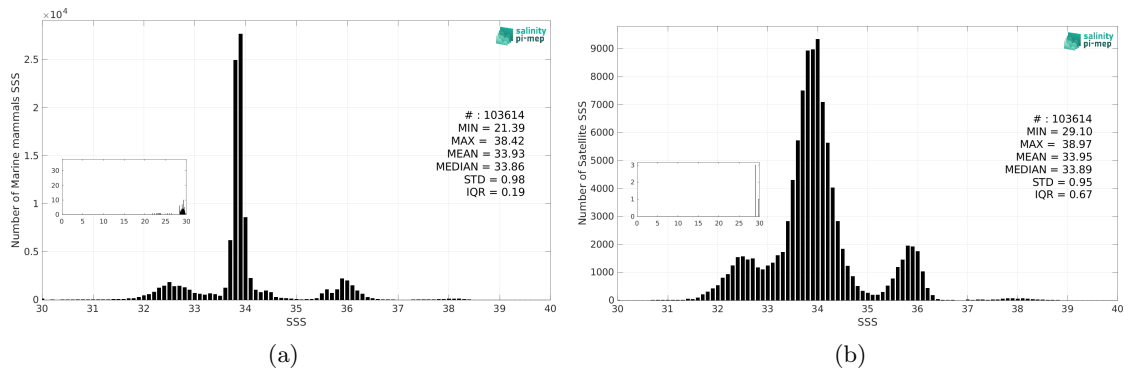 ×10⁴
salinity
pi-mep
Number of Marine mammals SSS
2.5
2
1.5
1
0.5
0
# : 103614
MIN = 21.39
MAX = 38.42
MEAN = 33.93
MEDIAN = 33.86
STD = 0.98
IQR = 0.19
30
20
10
0
0 5 10 15 20 25 30
30 31 32 33 34 35 36 37 38 39 40
SSS
(a)
salinity
pi-mep
Number of Satellite SSS
9000
8000
7000
6000
5000
4000
3000
2000
1000
0
# : 103614
MIN = 29.10
MAX = 38.97
MEAN = 33.95
MEDIAN = 33.89
STD = 0.95
IQR = 0.67
3
2
1
0
0 5 10 15 20 25 30
30 31 32 33 34 35 36 37 38 39 40
SSS
(b)